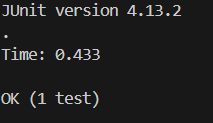 JUnit version 4.13.2
.
Time: 0.433
OK (1 test)